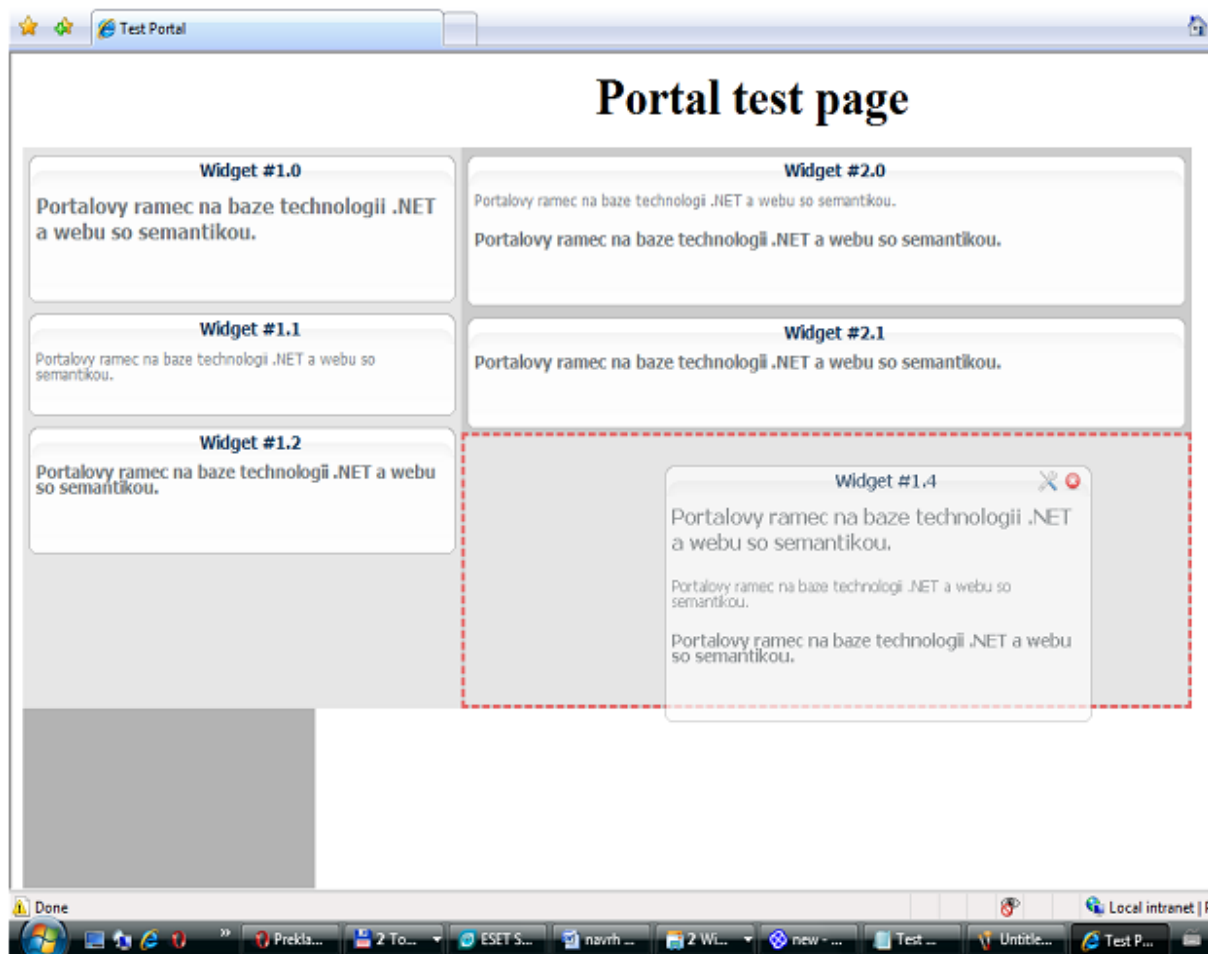 Test Portal
Portal test page
Widget #1.0
Portalovy ramec na baze technologii .NET
a webu so semantikou.
Widget #1.1
Portalovy ramec na baze technologii .NET a webu so
semantikou.
Widget #1.2
Portalovy ramec na baze technologii .NET a webu
so semantikou.
Widget #2.0
Portalovy ramec na baze technologi .NET a webu so semantikou.
Portalovy ramec na baze technologii .NET a webu so semantikou.
Widget #2.1
Portalovy ramec na baze technologii .NET a webu so semantikou.
Widget #1.4
Portalovy ramec na baze technologii .NET
a webu so semantikou.
Portalovy ramec na baze technologi .NET a webu so
semantikou.
Portalovy ramec na baze technologii .NET a webu
so semantikou.
Done
Local intranet |
» Prekla... 2 To... ESET S... navrh ... 2 Wi... new - ... Test ... Untitle... Test P...